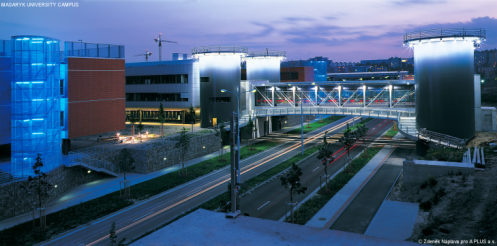 MASARYK UNIVERSITY CAMPUS
© Zdeněk Náplava pro A PLUS a.s.